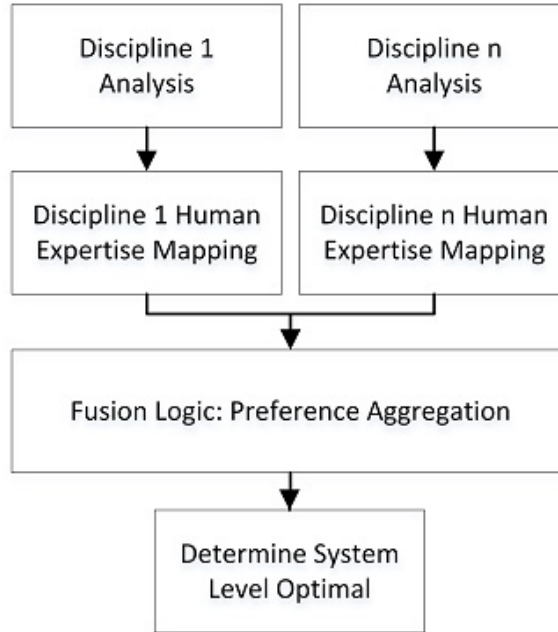 Discipline 1
Analysis
Discipline n
Analysis
Discipline 1 Human
Expertise Mapping
Discipline n Human
Expertise Mapping
Fusion Logic: Preference Aggregation
Determine System
Level Optimal